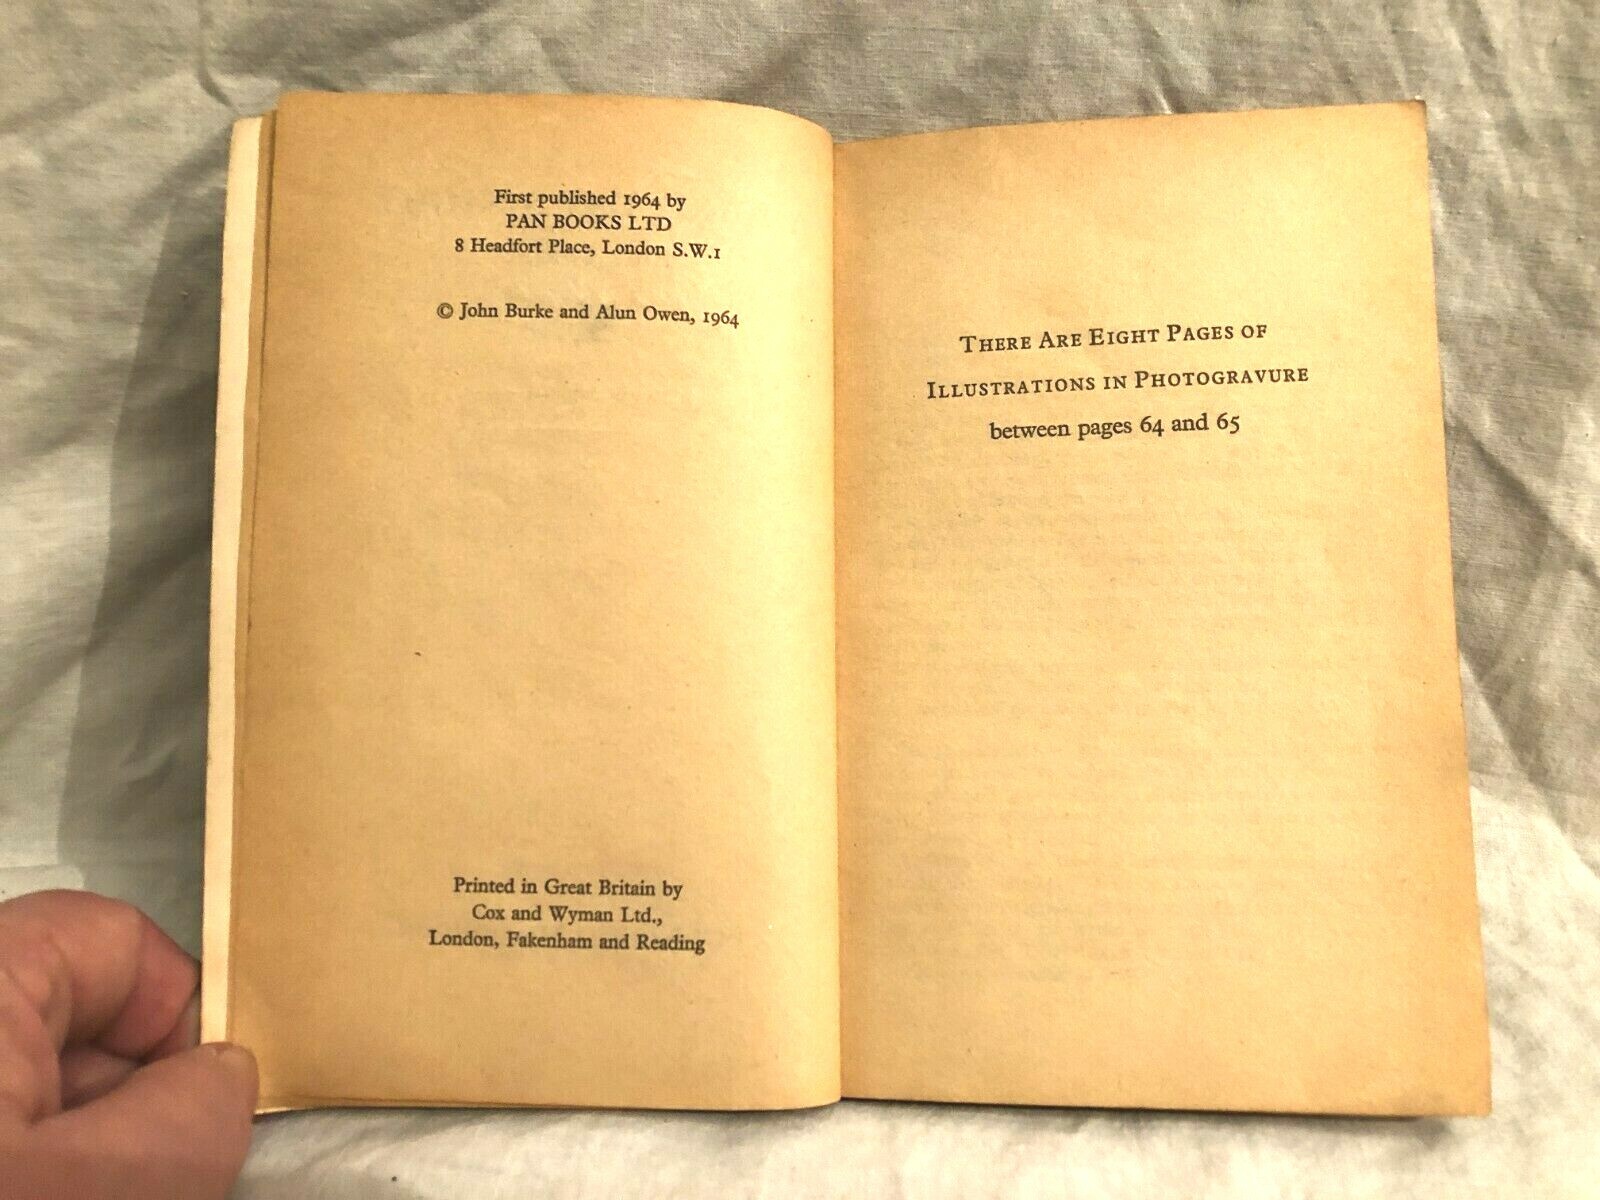 First published 1964 by
PAN BOOKS LTD
8 Headfort Place, London S.W.1
© John Burke and Alun Owen, 1964
Printed in Great Britain by
Cox and Wyman Ltd.,
London, Fakenham and Reading
THERE ARE EIGHT PAGES OF
ILLUSTRATIONS IN PHOTOGRAVURE
between pages 64 and 65